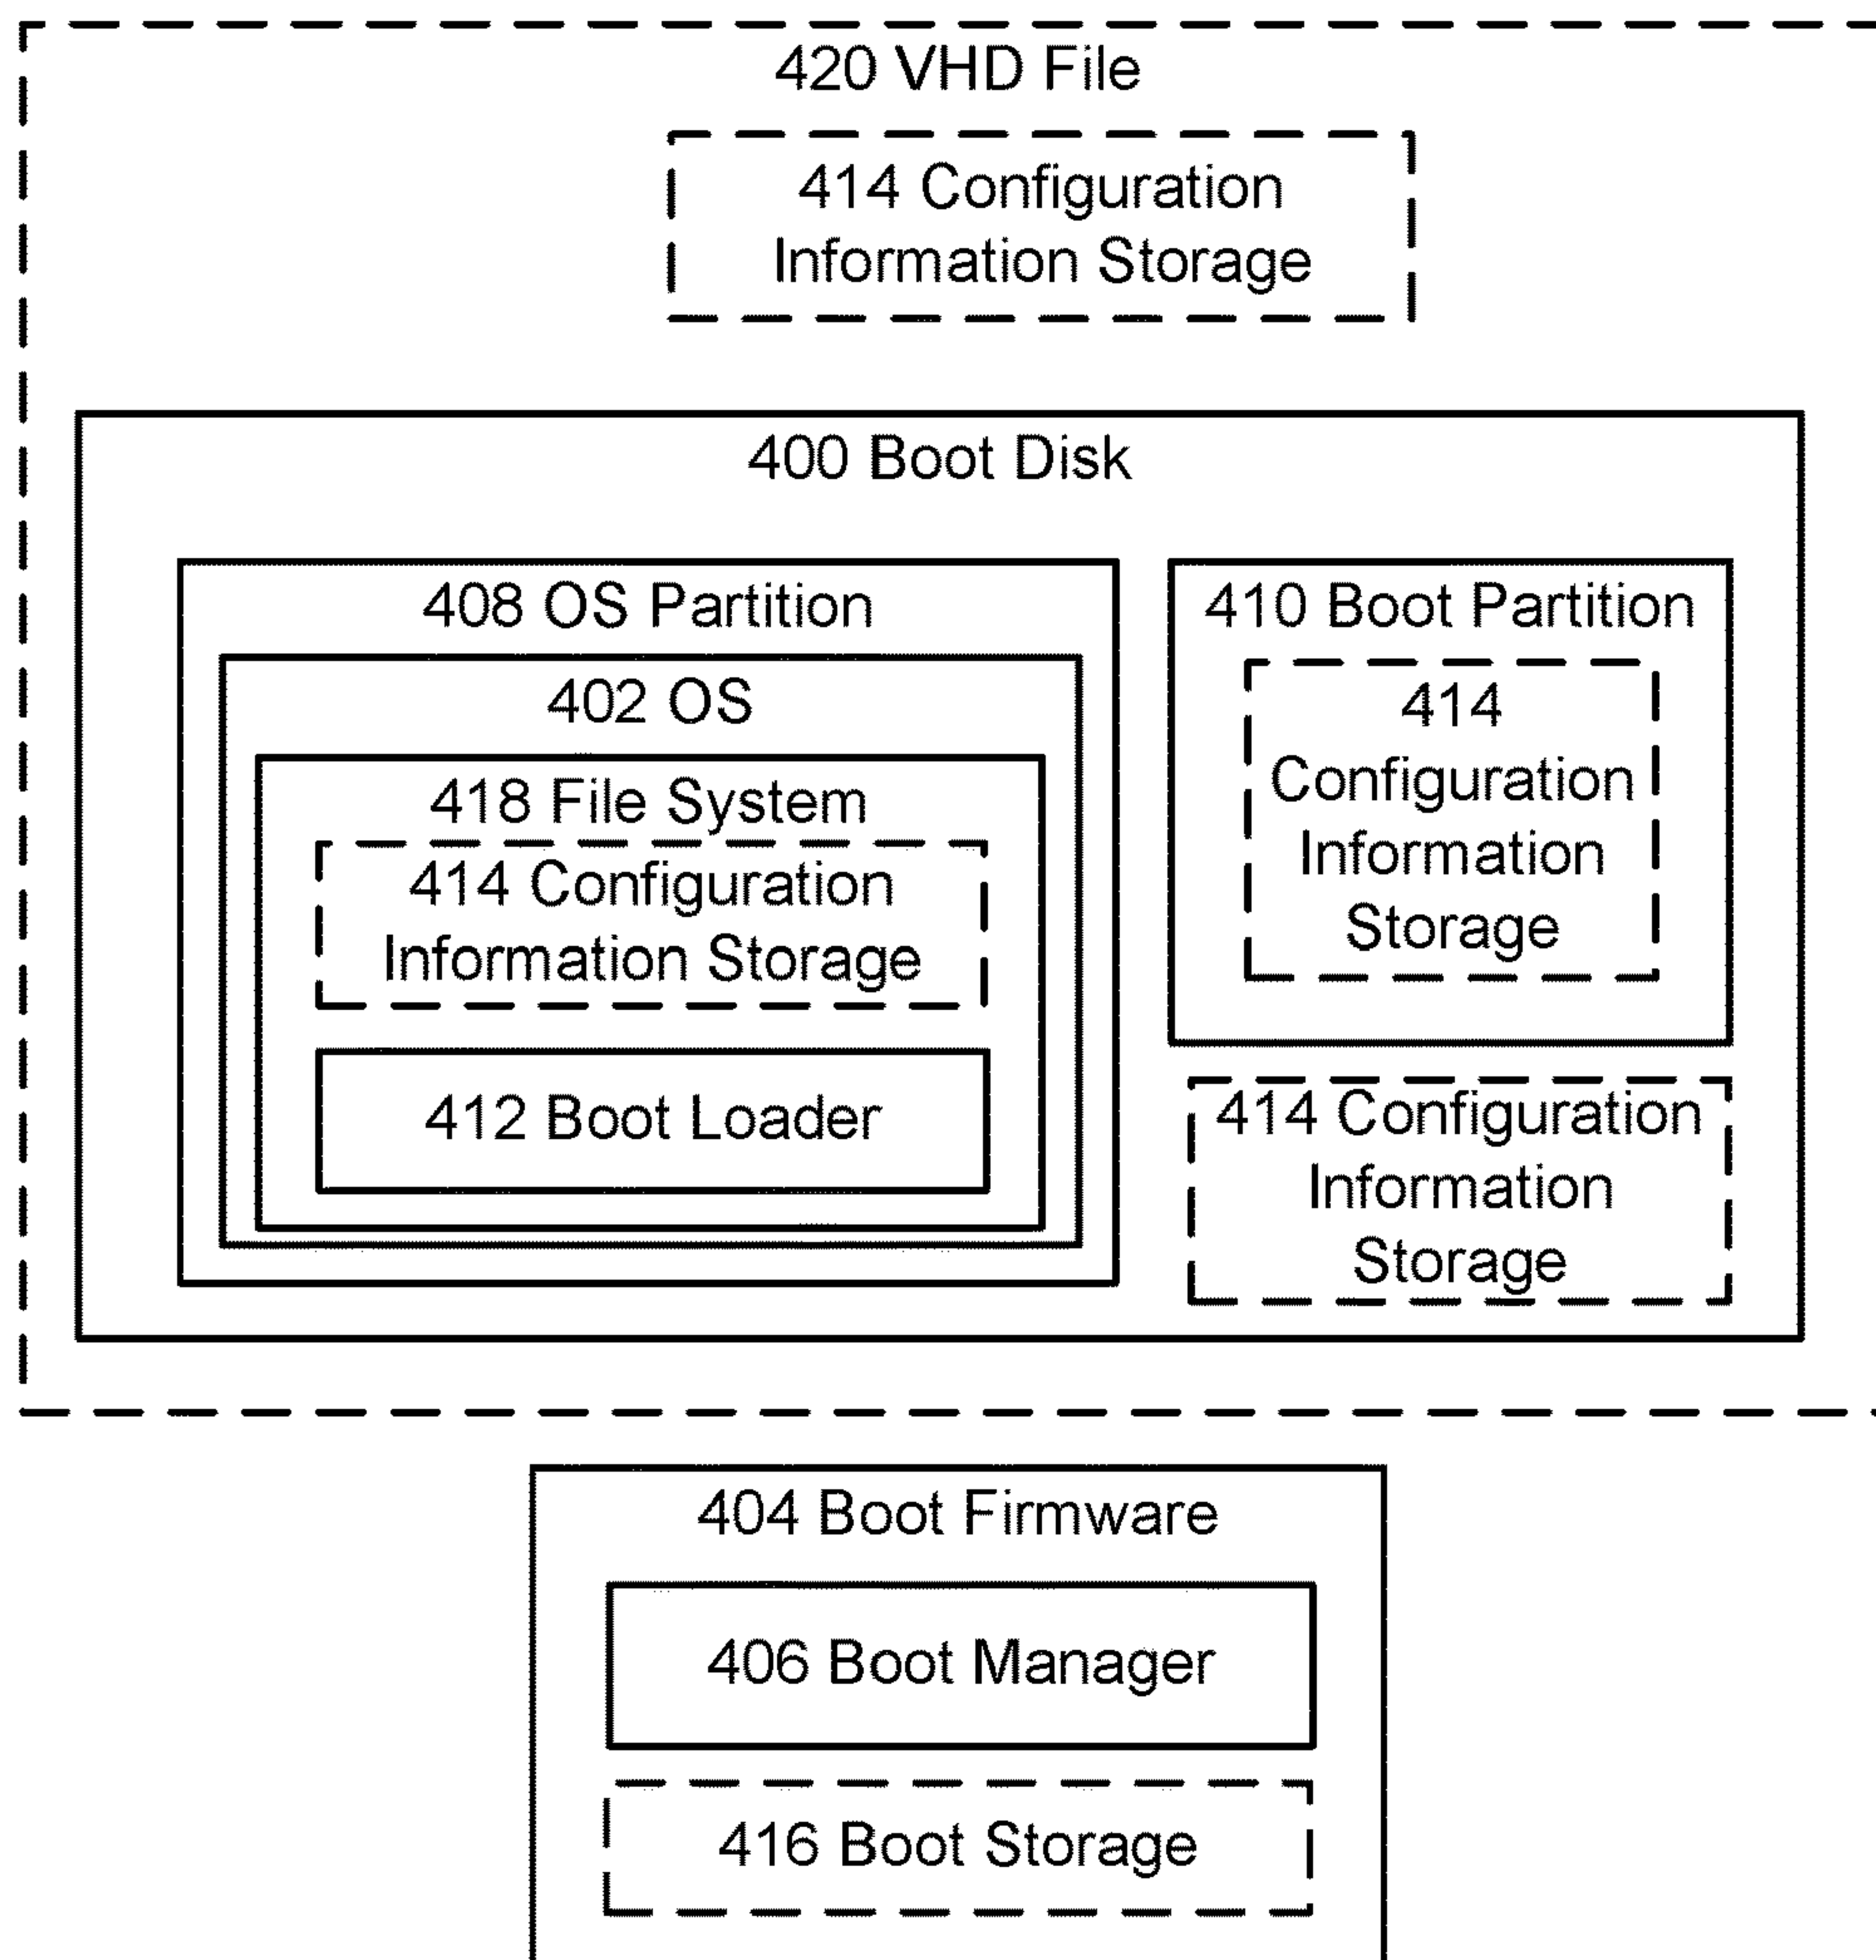 420 VHD File
414 Configuration
Information Storage
400 Boot Disk
408 OS Partition
402 OS
418 File System
414 Configuration
Information Storage
412 Boot Loader
410 Boot Partition
414
Configuration
Information
Storage
414 Configuration
Information
Storage
404 Boot Firmware
406 Boot Manager
416 Boot Storage